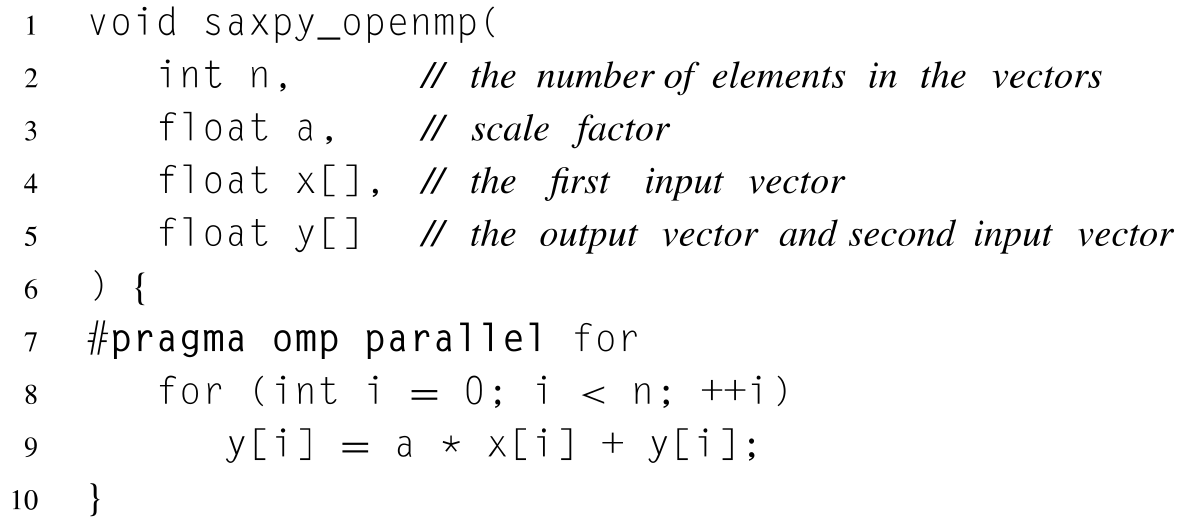 1 void saxpy_openmp(
2 int n, // the number of elements in the vectors
3 float a, // scale factor
4 float x[], // the first input vector
5 float y[] // the output vector and second input vector
6 ) {
7 #pragma omp parallel for
8 for (int i = 0; i < n; ++i)
9 y[i] = a * x[i] + y[i];
10 }